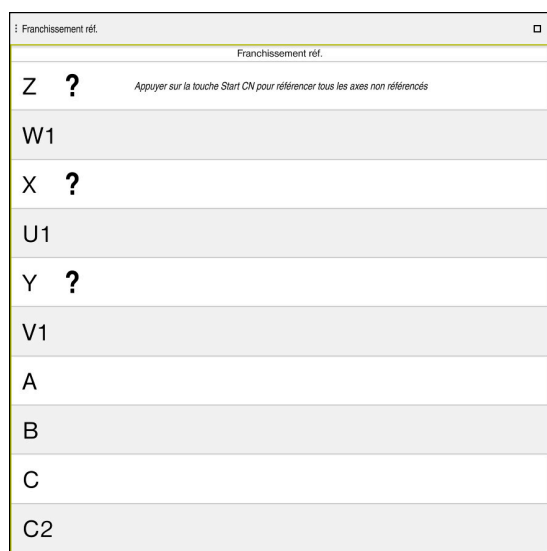 Franchissement réf.
Franchissement réf.
Z ? Appuyer sur la touche Start CN pour référencer tous les axes non référencés
W1
X ?
U1
Y ?
V1
A
B
C
C2